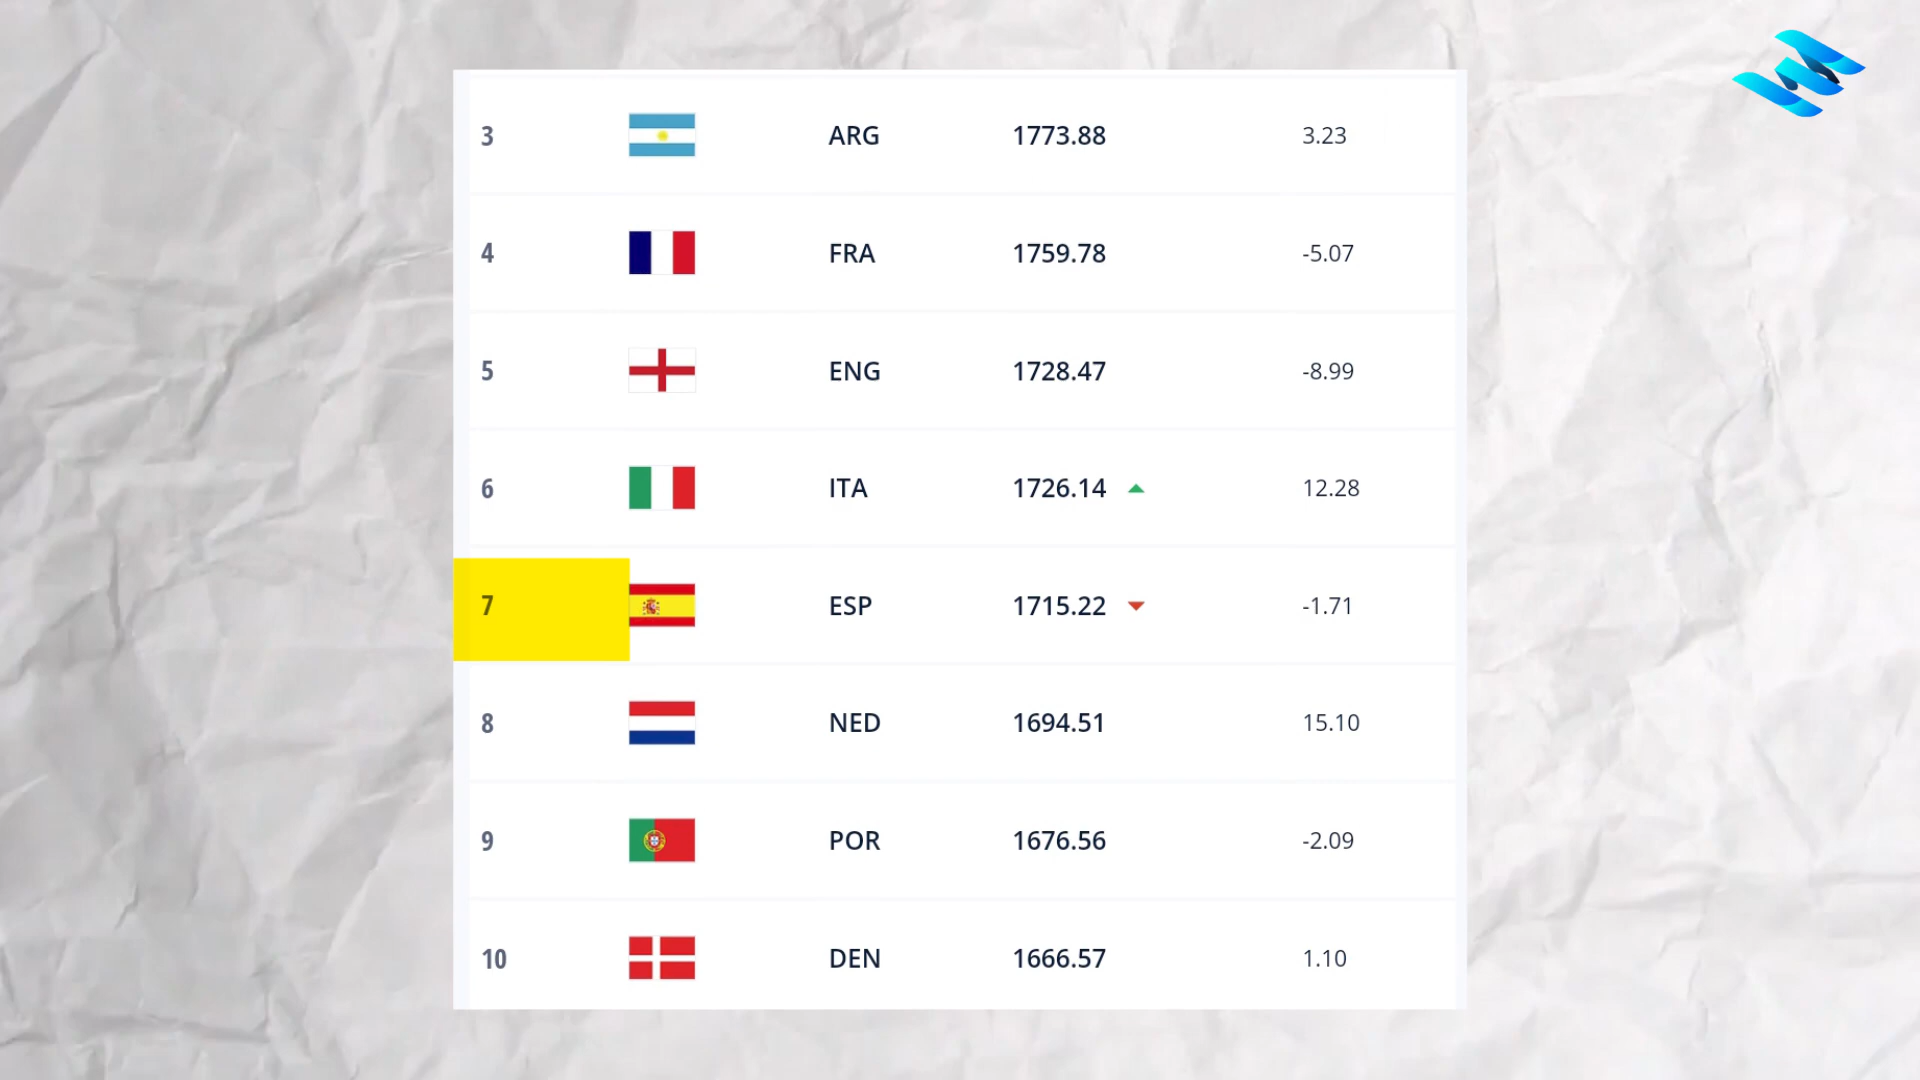 3 ARG 1773.88 3.23
4 FRA 1759.78 -5.07
5 ENG 1728.47 -8.99
6 ITA 1726.14 12.28
7 ESP 1715.22 -1.71
8 NED 1694.51 15.10
9 POR 1676.56 -2.09
10 DEN 1666.57 1.10